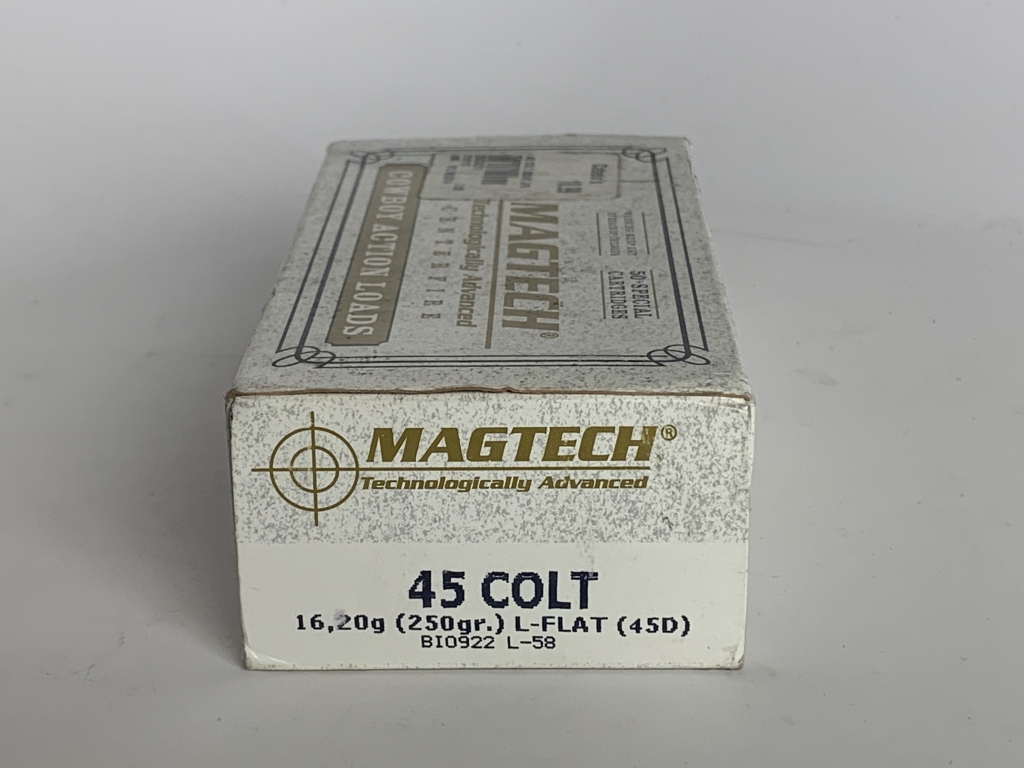 COWBOY ACTION LOADS
MAGTECH®
Technologically Advanced
CENTERFIRE
50-SPECIAL
CARTRIDGES
MAGTECH®
Technologically Advanced
45 COLT
16,20g (250gr.) L-FLAT (45D)
BI0922 L-58